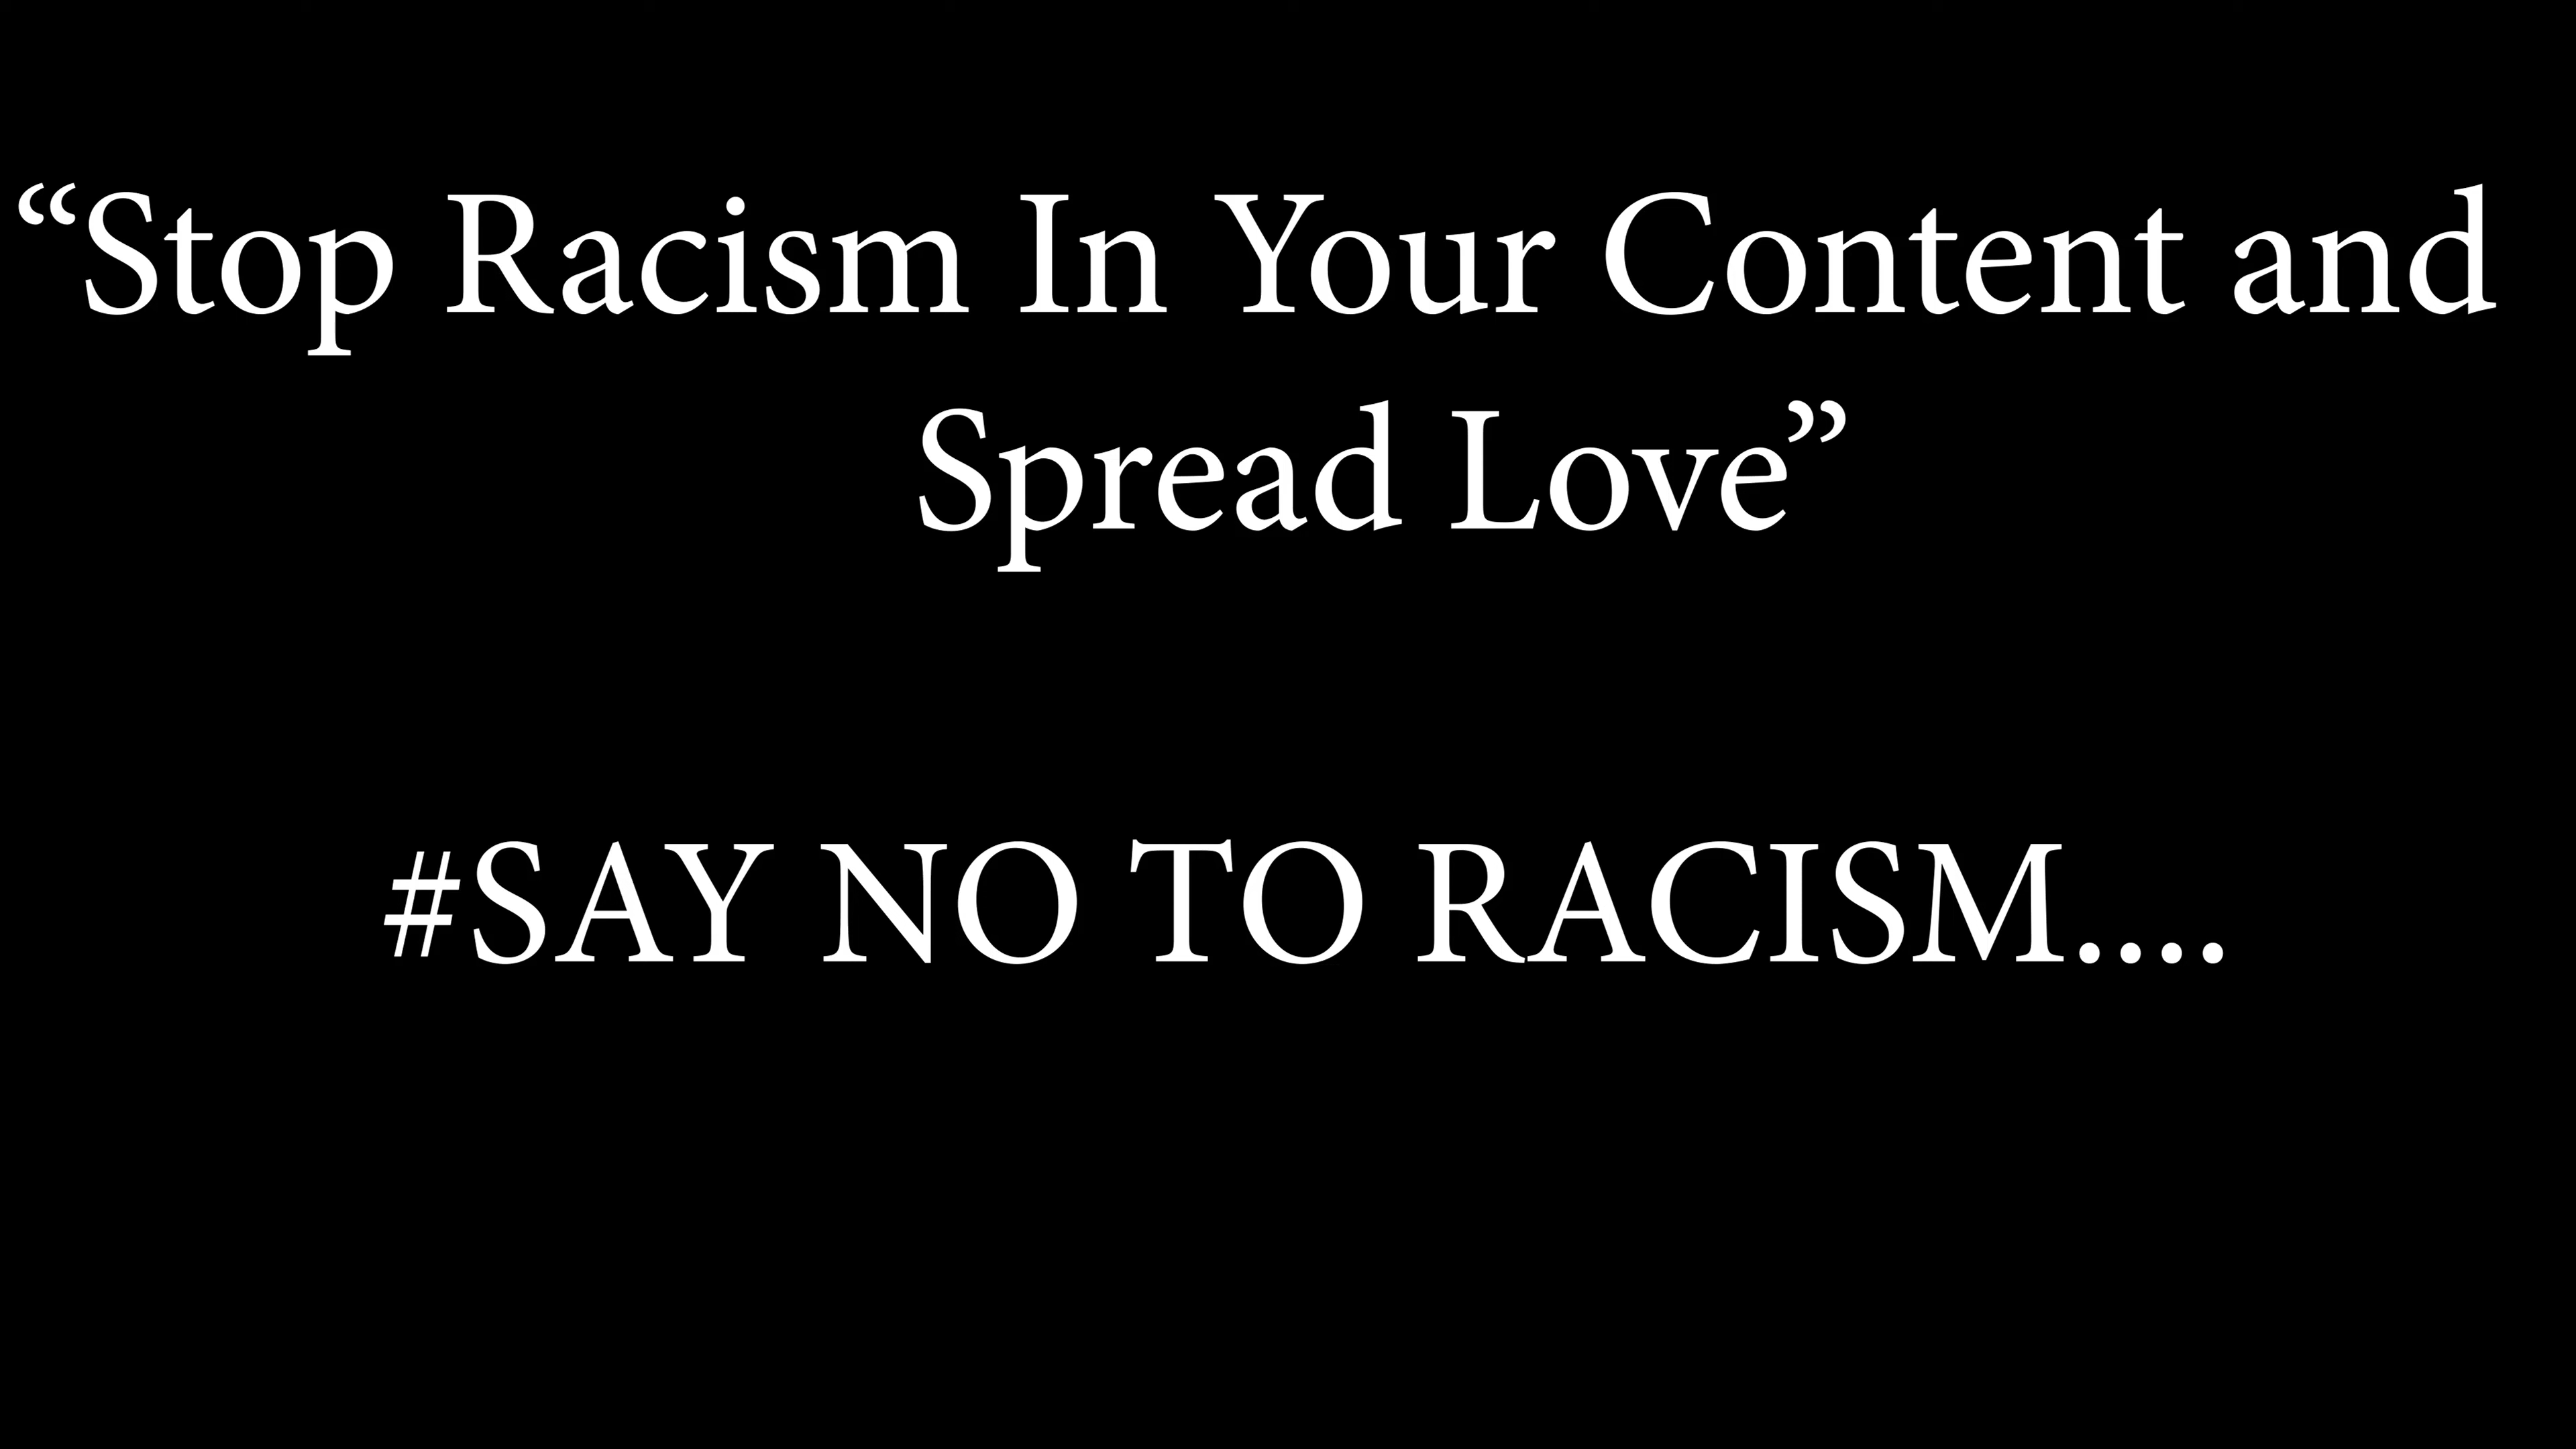 “Stop Racism In Your Content and
Spread Love”
#SAY NO TO RACISM....